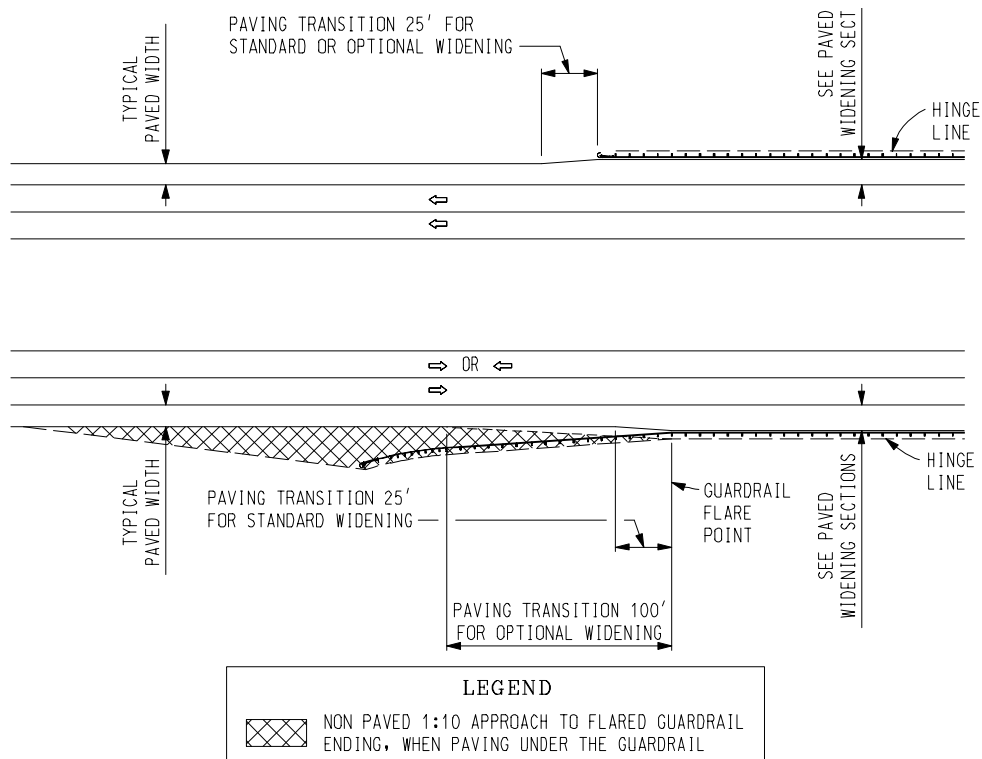 PAVING TRANSITION 25' FOR
STANDARD OR OPTIONAL WIDENING
TYPICAL
PAVED WIDTH
SEE PAVED
WIDENING SECT
HINGE
LINE
OR
TYPICAL
PAVED WIDTH
PAVING TRANSITION 25'
FOR STANDARD WIDENING
GUARDRAIL
FLARE
POINT
SEE PAVED
WIDENING SECTIONS
HINGE
LINE
PAVING TRANSITION 100'
FOR OPTIONAL WIDENING
LEGEND
NON PAVED 1:10 APPROACH TO FLARED GUARDRAIL
ENDING, WHEN PAVING UNDER THE GUARDRAIL